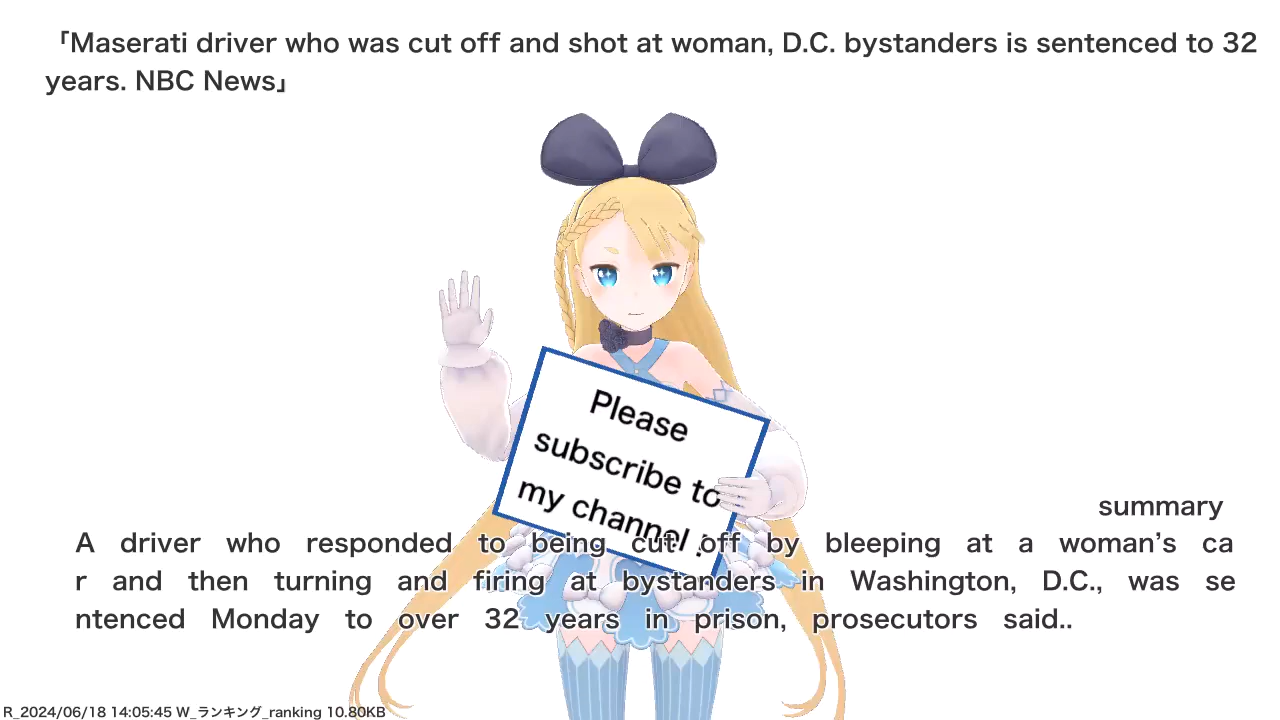 「Maserati driver who was cut off and shot at woman, D.C. bystanders is sentenced to 32
years. NBC News」
Please
subscribe to
my channel
summary
A driver who responded to being cut off by bleeping at a woman's ca
r and then turning and firing at bystanders in Washington, D.C., was se
ntenced Monday to over 32 years in prison, prosecutors said..
R_2024/06/18 14:05:45 W_ランキング_ranking 10.80KB